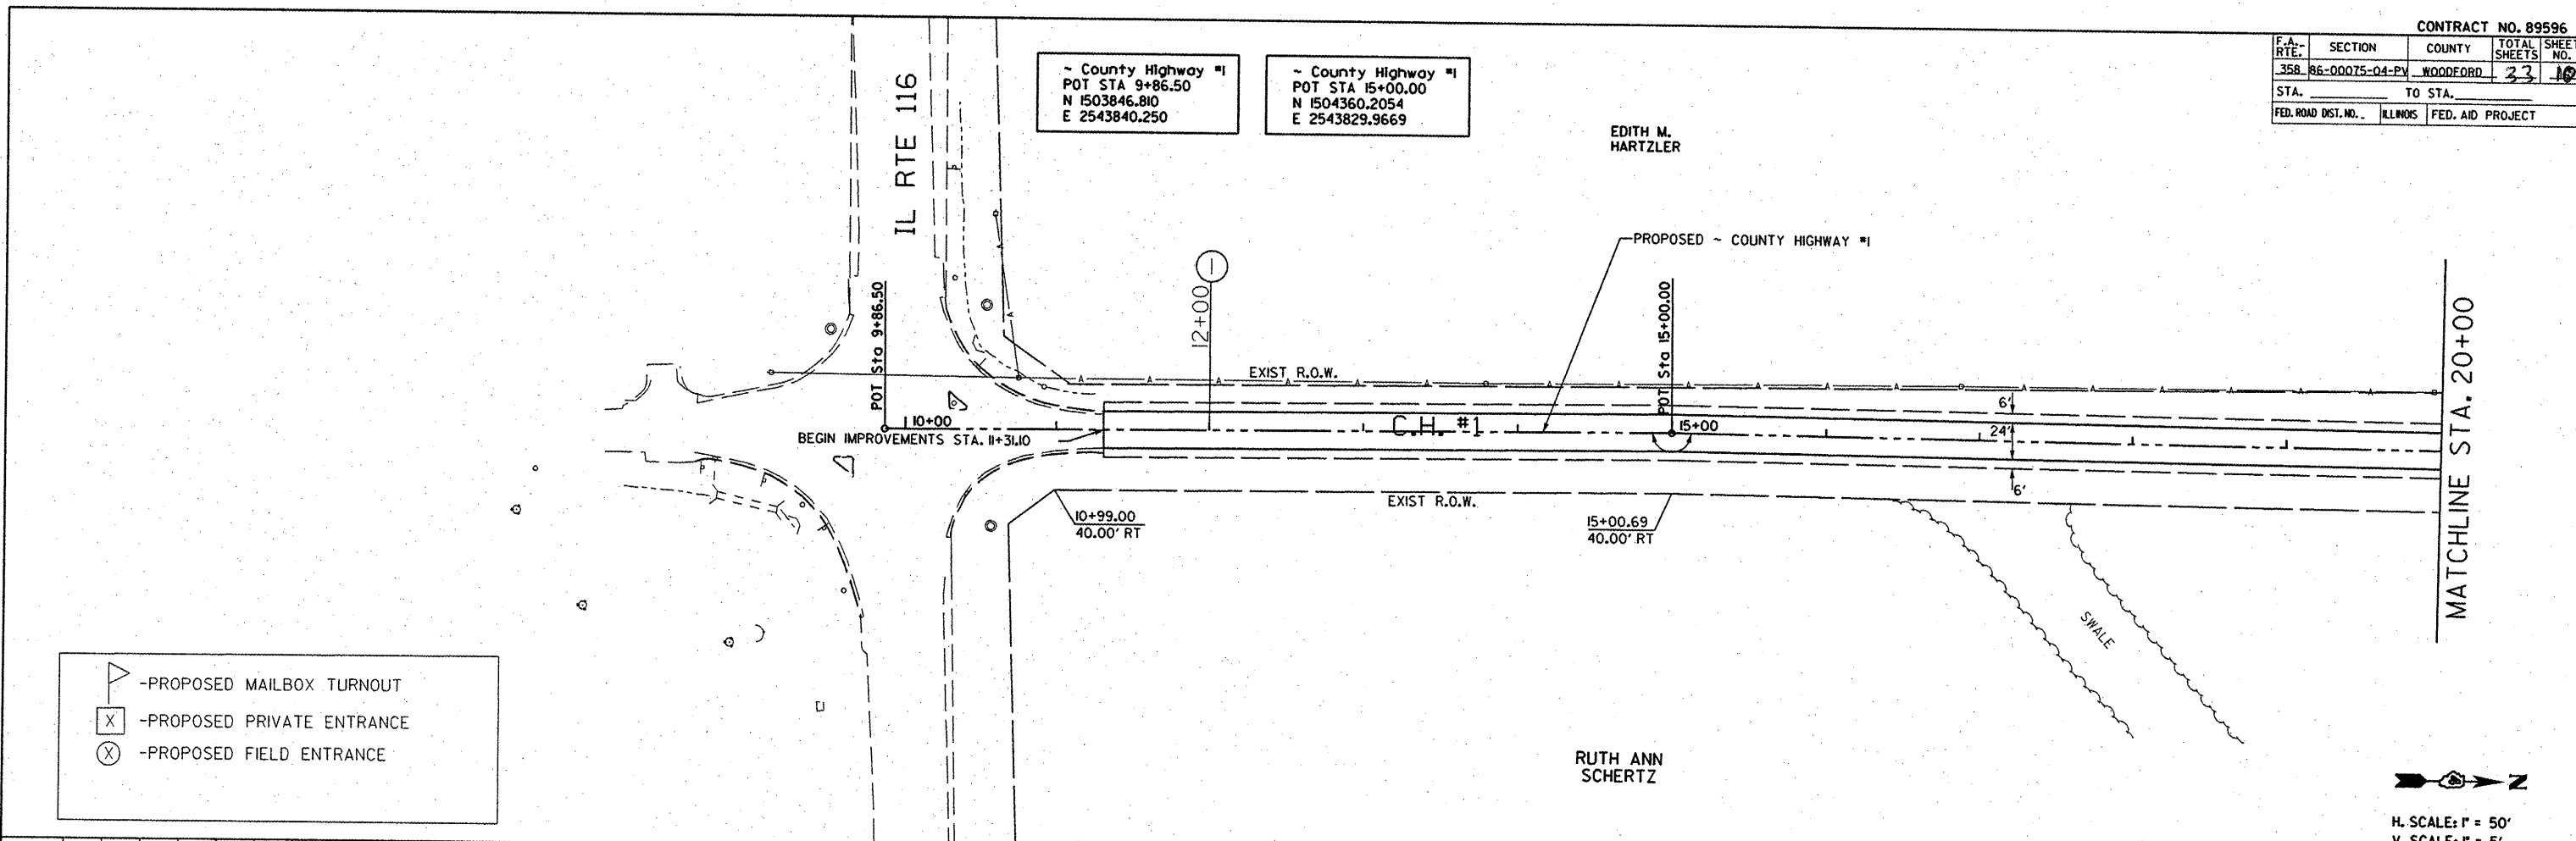 CONTRACT NO. 89596
F.A.- RTE. SECTION COUNTY TOTAL SHEETS SHEET NO.
358 86-00075-04-PV WOODFORD 33
STA. TO STA.
FED. ROAD DIST. NO. ILLINOIS FED. AID PROJECT
~ County Highway #1
POT STA 9+86.50
N 1503846.810
E 2543840.250
~ County Highway #1
POT STA 15+00.00
N 1504360.2054
E 2543829.9669
EDITH M.
HARTZLER
IL RTE 116
PROPOSED ~ COUNTY HIGHWAY #1
1
12+00
POT Sta 9+86.50
POT Sta 15+00.00
MATCHLINE STA. 20+00
EXIST R.O.W.
6'
10+00
C.H. #1
15+00
24'
BEGIN IMPROVEMENTS STA. 11+31.10
6'
EXIST R.O.W.
10+99.00
40.00' RT
15+00.69
40.00' RT
SWALE
-PROPOSED MAILBOX TURNOUT
X -PROPOSED PRIVATE ENTRANCE
X -PROPOSED FIELD ENTRANCE
RUTH ANN
SCHERTZ
N
H. SCALE: 1" = 50'
V. SCALE: 1" = 5'